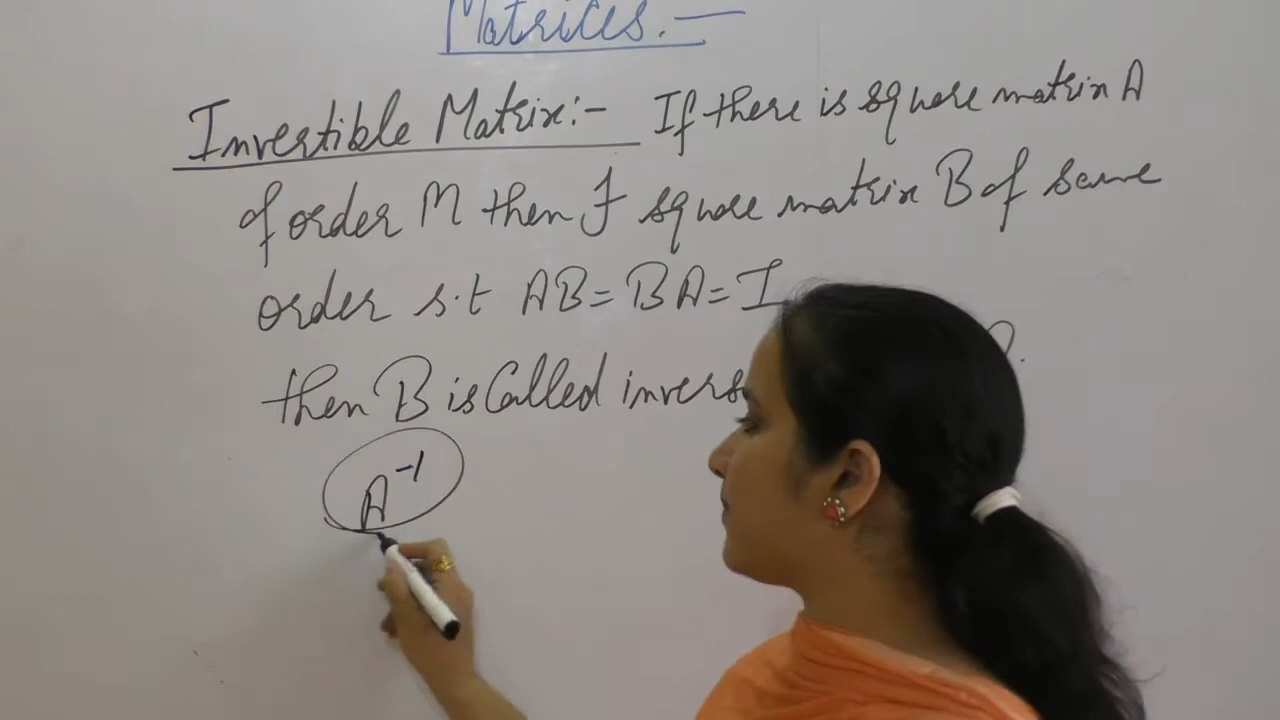 Matrices.—
Invertible Matrix:- If there is square matrix A
of order M then ∃ square matrix B of same
order s.t AB=BA=I
then B is Called invers
A⁻¹